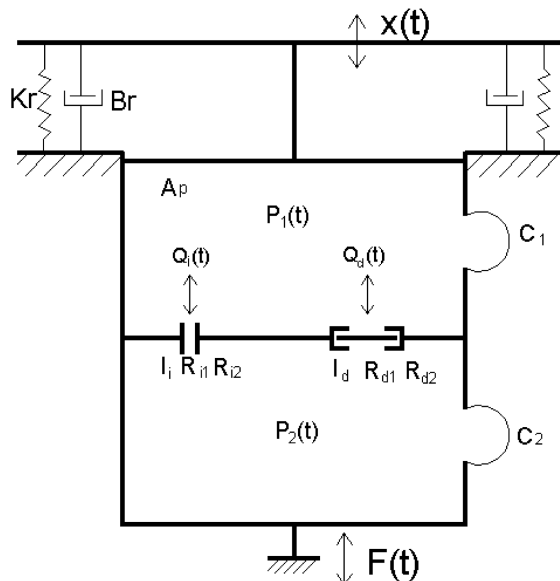 x(t)
Kr
Br
Ap
P1(t)
C1
Qi(t)
Qd(t)
Ii Ri1 Ri2
Id Rd1 Rd2
P2(t)
C2
F(t)